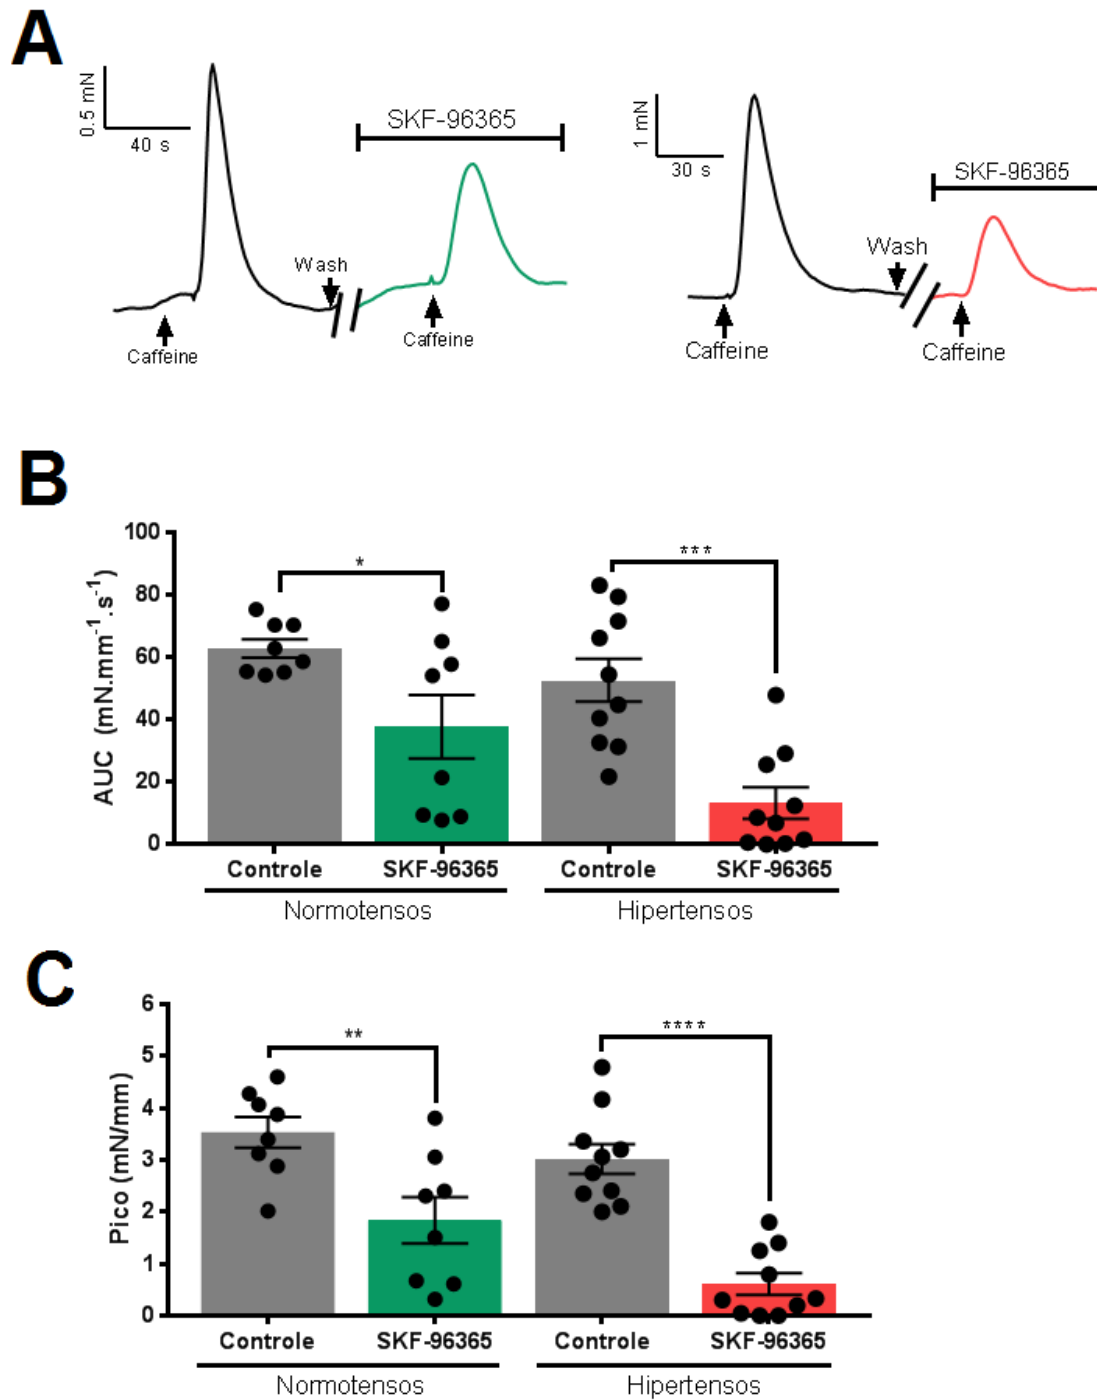 A
0.5 mN
40 s
SKF-96365
Wash
Caffeine
Caffeine
1 mN
30 s
SKF-96365
Wash
Caffeine
Caffeine
B
AUC (mN.mm⁻¹.s⁻¹)
100
80
60
40
20
0
*
***
Controle SKF-96365 Controle SKF-96365
Normotensos Hipertensos
C
Pico (mN/mm)
6
5
4
3
2
1
0
**
****
Controle SKF-96365 Controle SKF-96365
Normotensos Hipertensos